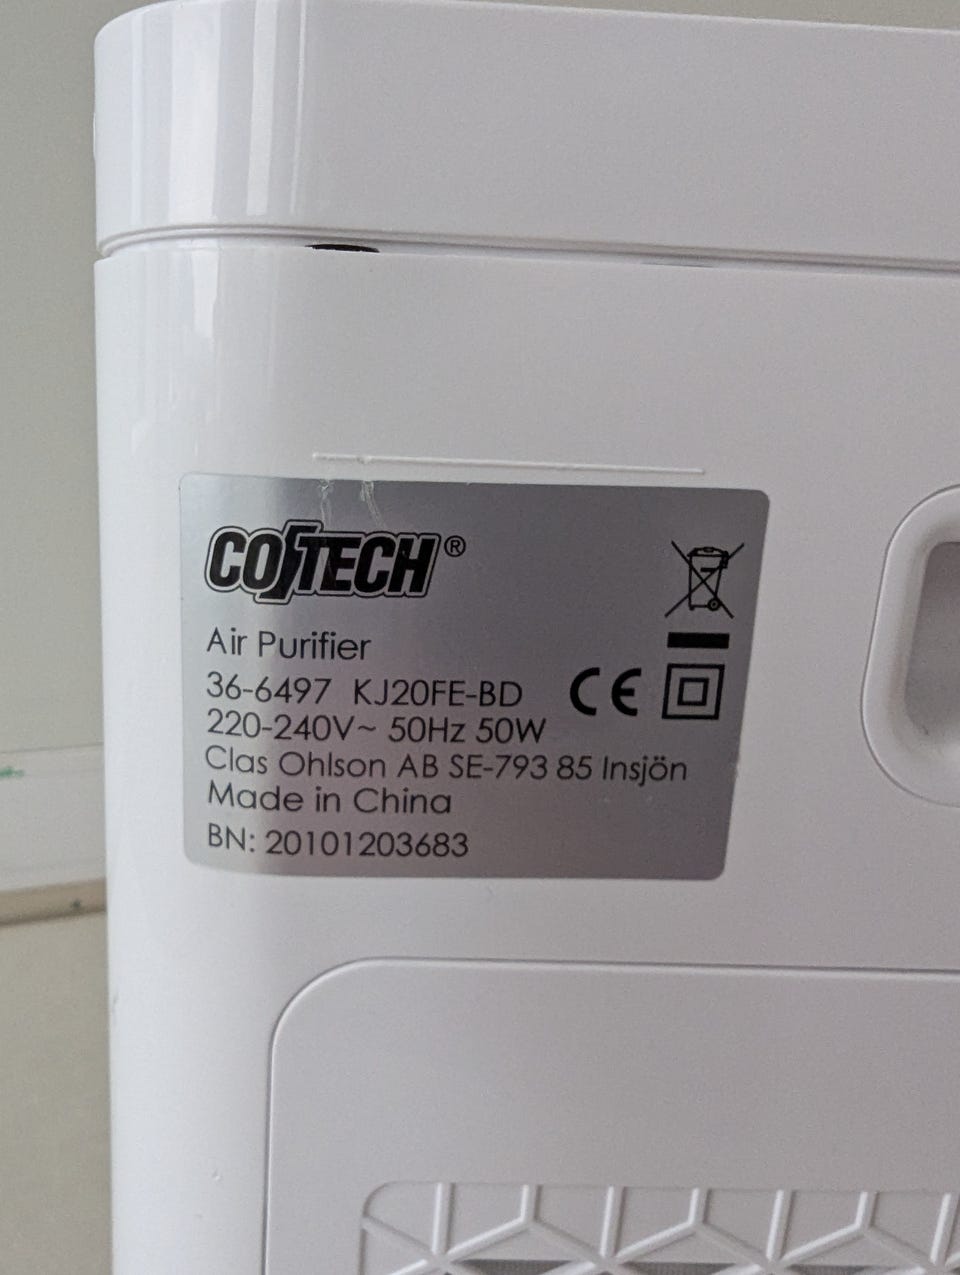 COTECH®
Air Purifier
36-6497 KJ20FE-BD CE
220-240V~ 50Hz 50W
Clas Ohlson AB SE-793 85 Insjön
Made in China
BN: 20101203683